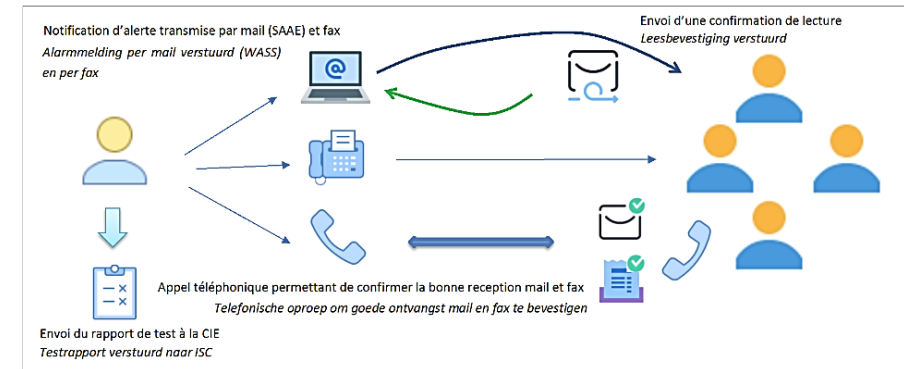 Notification d'alerte transmise par mail (SAAE) et fax
Alarmmelding per mail verstuurd (WASS)
en per fax
Envoi d'une confirmation de lecture
Leesbevestiging verstuurd
@
Appel téléphonique permettant de confirmer la bonne reception mail et fax
Telefonische oproep om goede ontvangst mail en fax te bevestigen
Envoi du rapport de test à la CIE
Testrapport verstuurd naar ISC